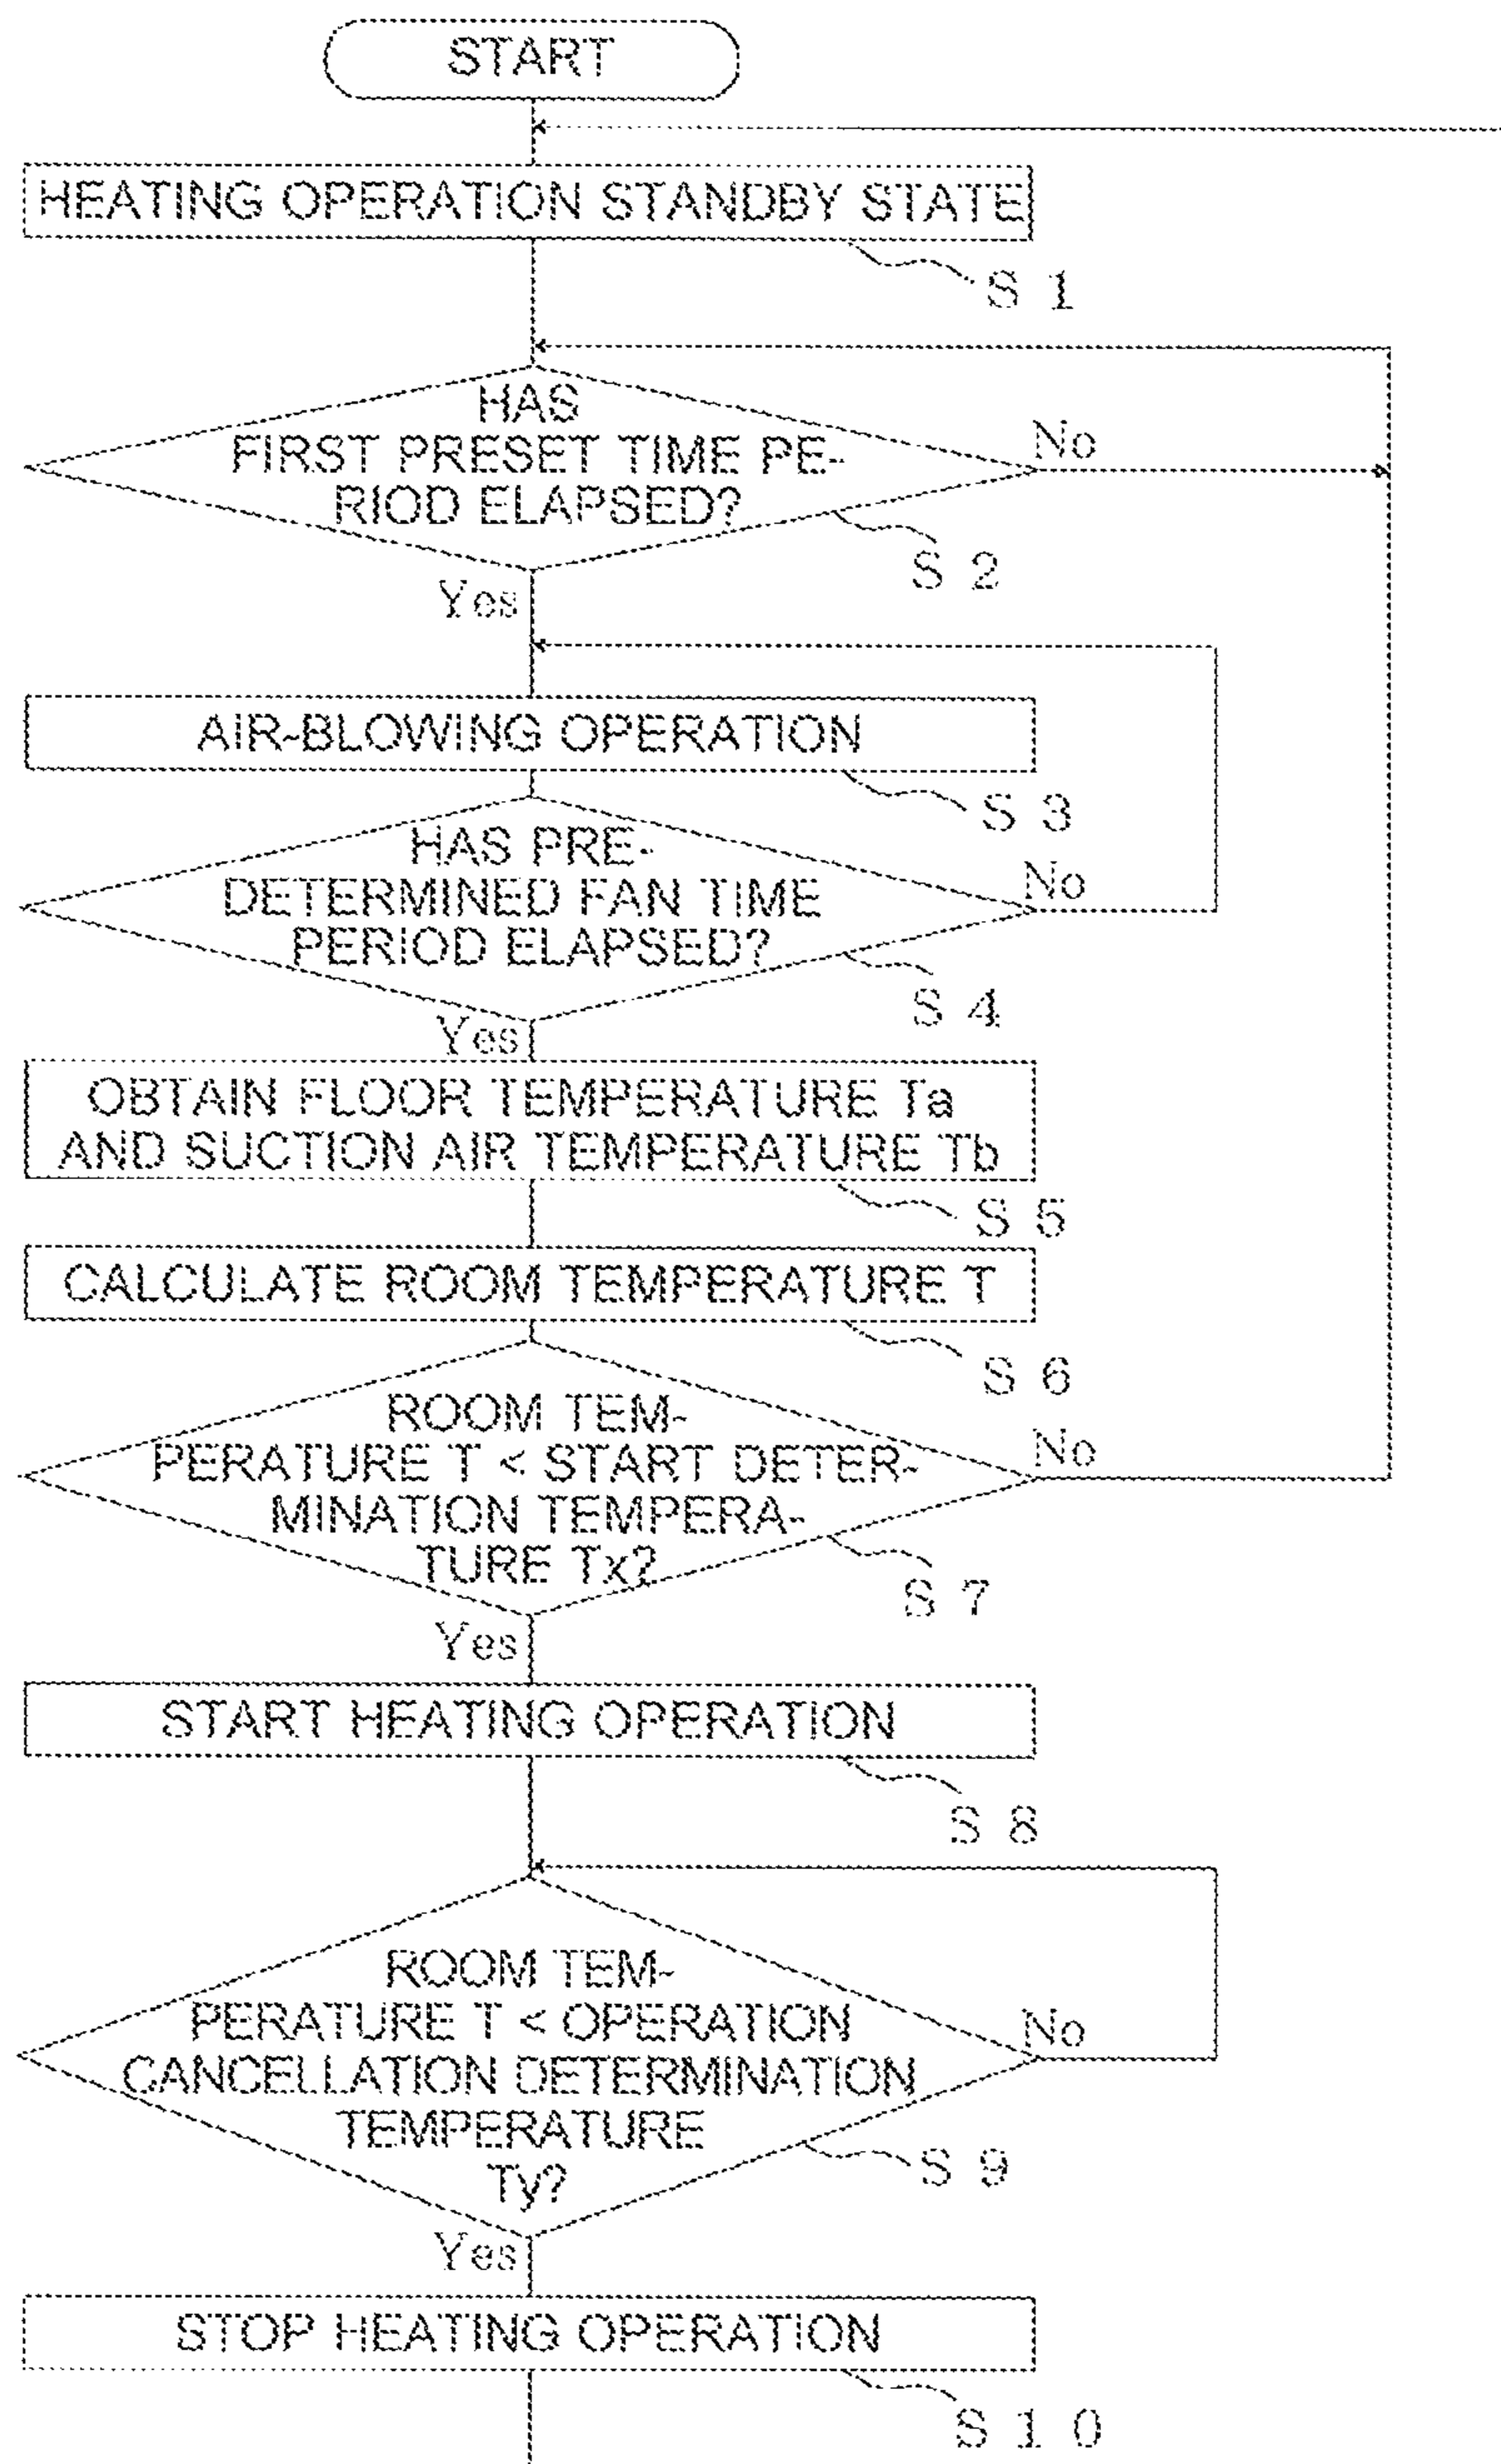 START
HEATING OPERATION STANDBY STATE
S 1
HAS
FIRST PRESET TIME PE-
RIOD ELAPSED?
No
S 2
Yes
AIR-BLOWING OPERATION
S 3
HAS PRE-
DETERMINED FAN TIME
PERIOD ELAPSED?
No
S 4
Yes
OBTAIN FLOOR TEMPERATURE Ta
AND SUCTION AIR TEMPERATURE Tb
S 5
CALCULATE ROOM TEMPERATURE T
S 6
ROOM TEM-
PERATURE T < START DETER-
MINATION TEMPERA-
TURE Tx?
No
S 7
Yes
START HEATING OPERATION
S 8
ROOM TEM-
PERATURE T < OPERATION
CANCELLATION DETERMINATION
TEMPERATURE
Ty?
No
S 9
Yes
STOP HEATING OPERATION
S 1 0